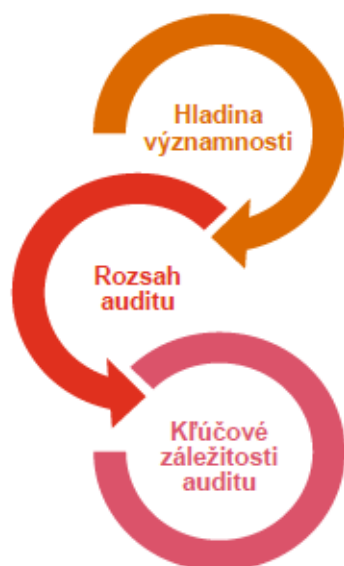 Hladina
významnosti
Rozsah
auditu
Kľúčové
záležitosti
auditu